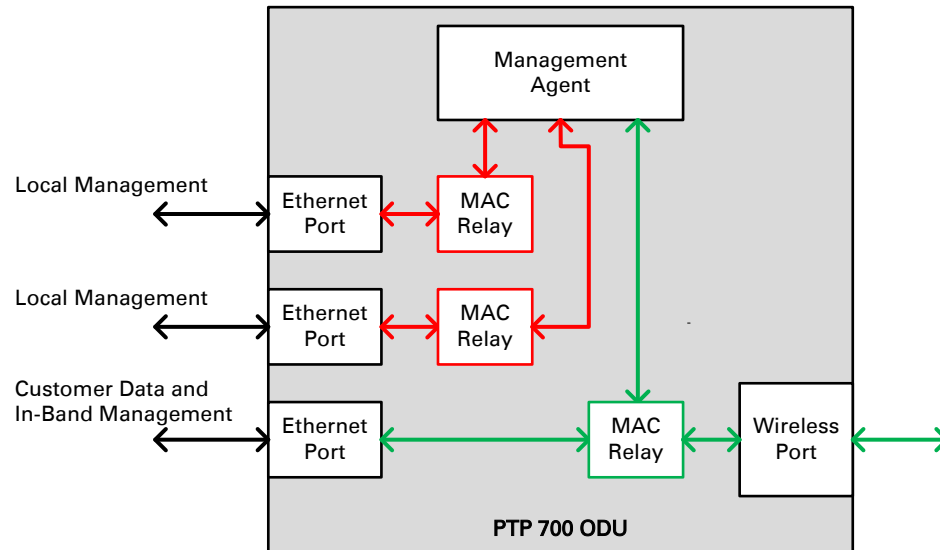 Management
Agent
Local Management
Ethernet
Port
MAC
Relay
Local Management
Ethernet
Port
MAC
Relay
Customer Data and
In-Band Management
Ethernet
Port
MAC
Relay
Wireless
Port
PTP 700 ODU